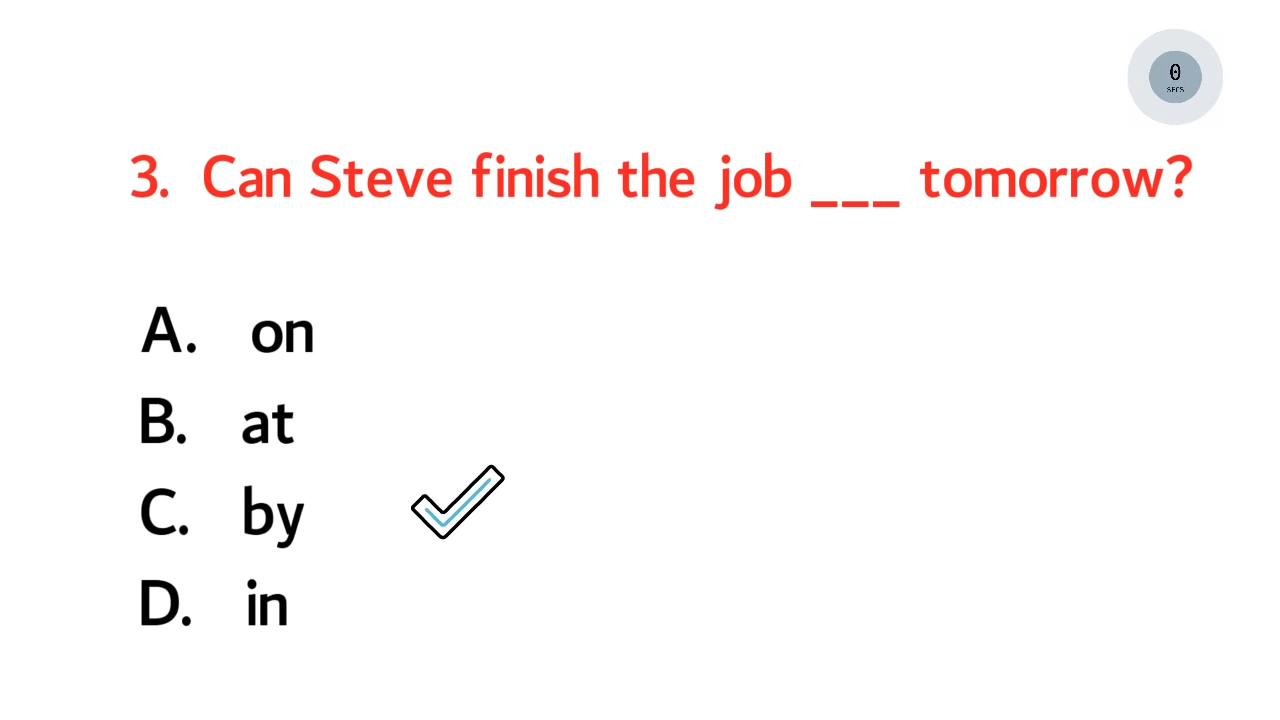 0
SECS
3. Can Steve finish the job ___ tomorrow?
A. on
B. at
C. by
D. in